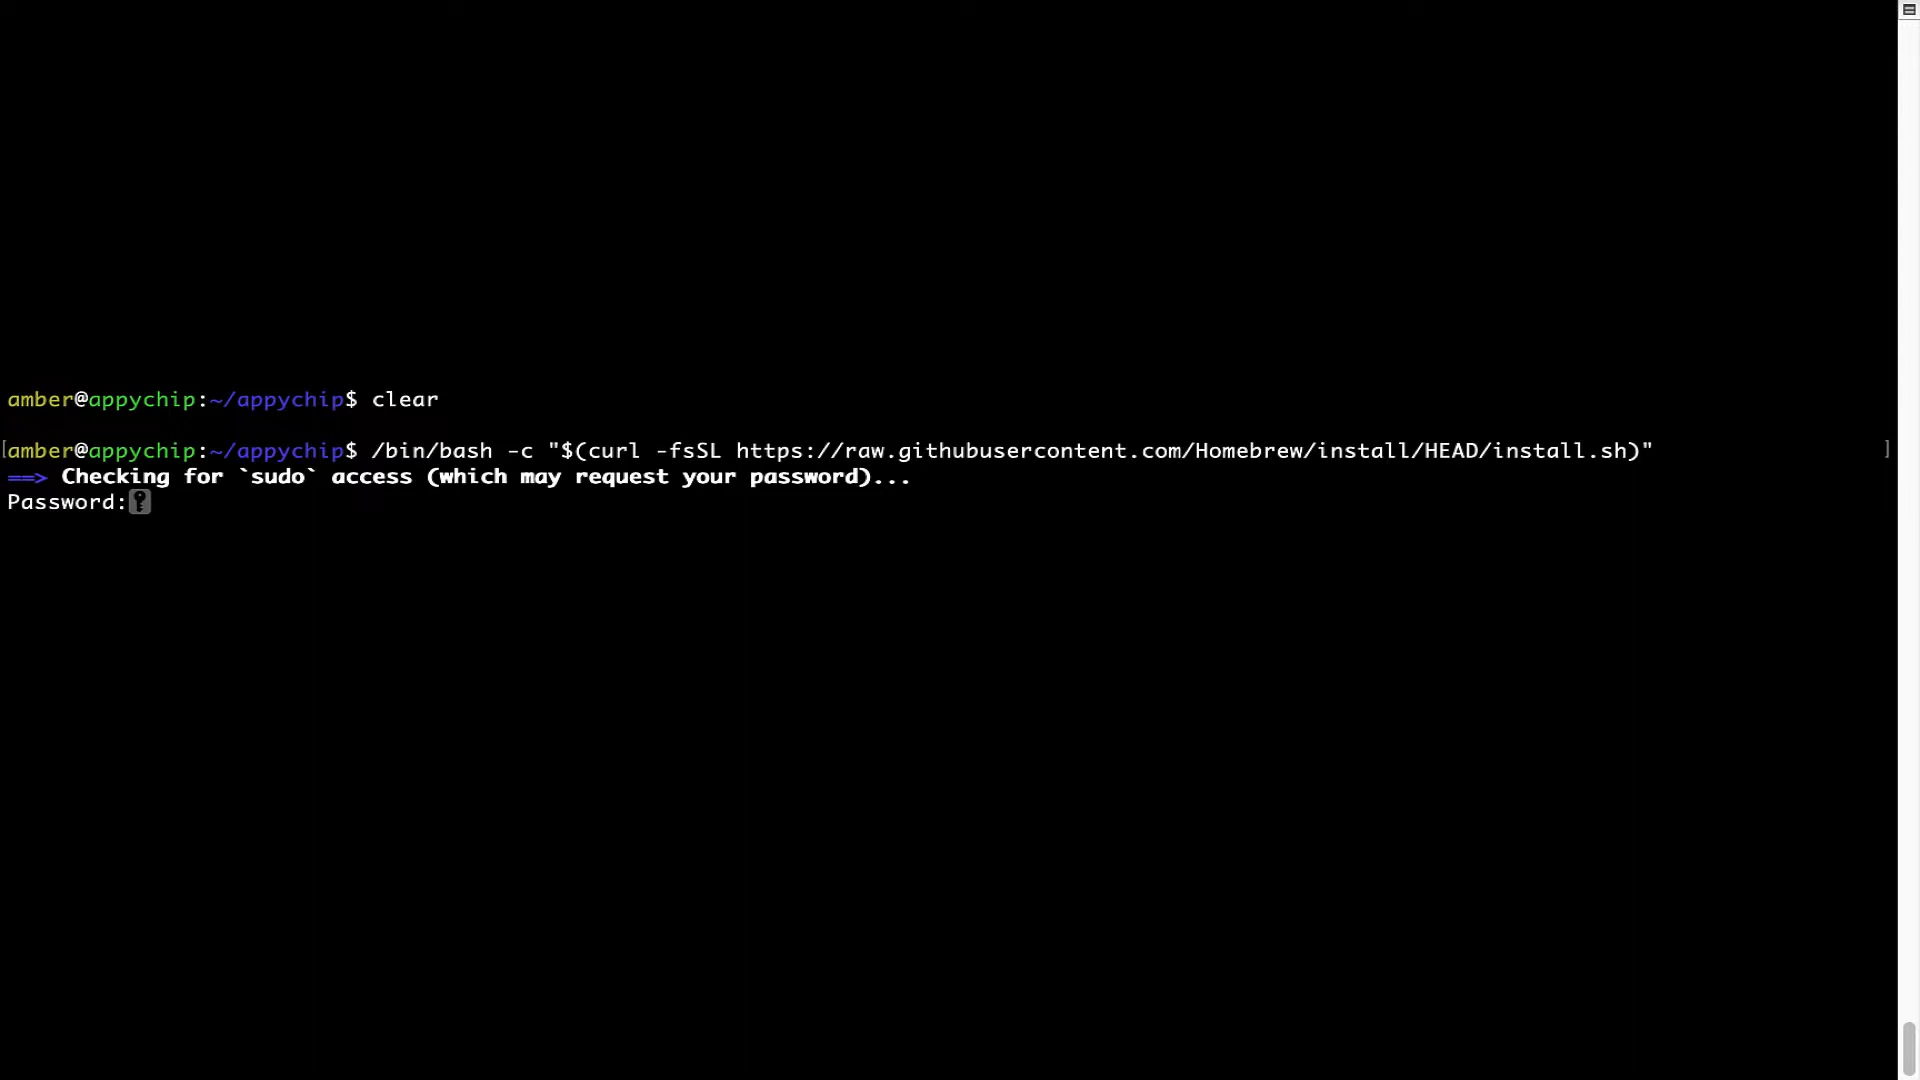 amber@appychip:~/appychip$ clear
[amber@appychip:~/appychip$ /bin/bash -c "$(curl -fsSL https://raw.githubusercontent.com/Homebrew/install/HEAD/install.sh)" ]
==> Checking for `sudo` access (which may request your password)...
Password: